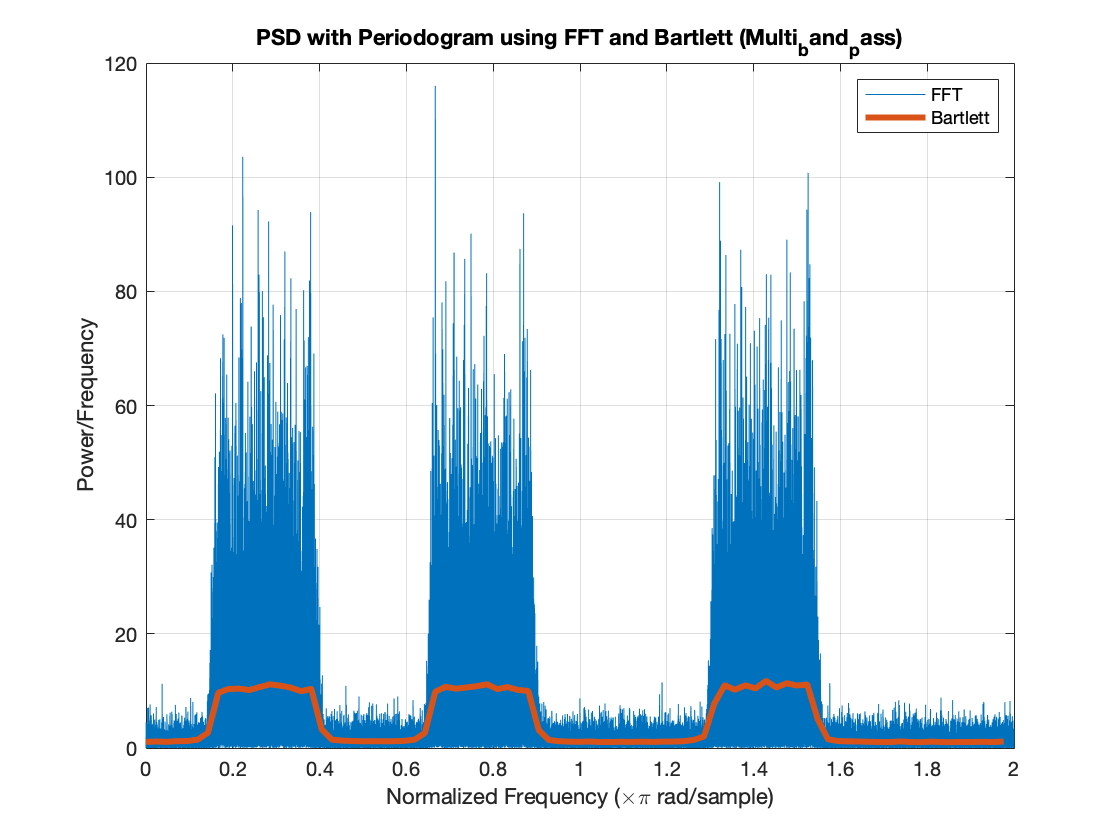 PSD with Periodogram using FFT and Bartlett (Multi_band_pass)
FFT
Bartlett
120
100
80
60
40
20
0
Power/Frequency
0 0.2 0.4 0.6 0.8 1 1.2 1.4 1.6 1.8 2
Normalized Frequency (×π rad/sample)